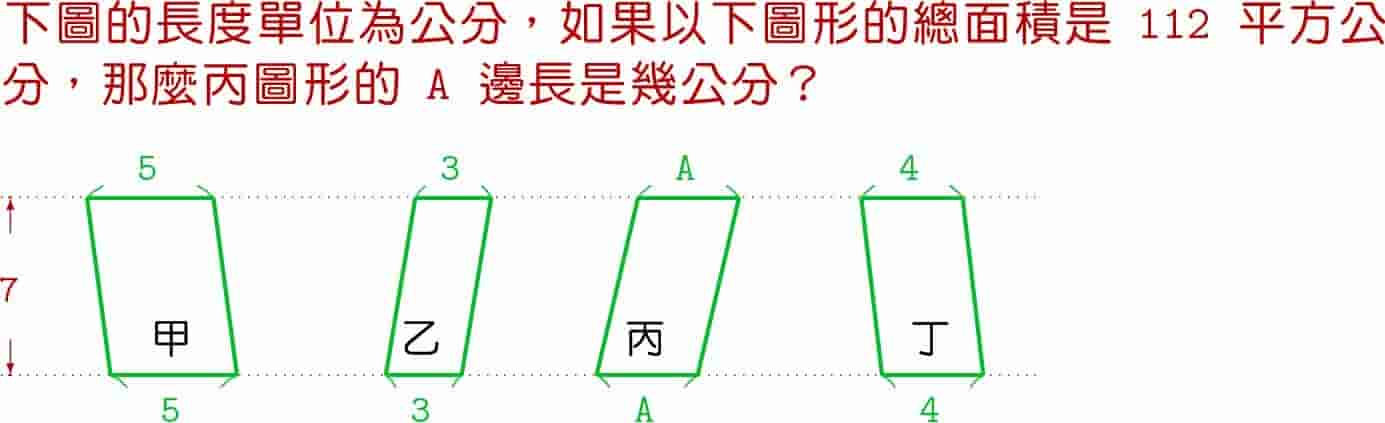 下圖的長度單位為公分，如果以下圖形的總面積是 112 平方公
分，那麼丙圖形的 A 邊長是幾公分？
5 3 A 4
7
甲 乙 丙 丁
5 3 A 4